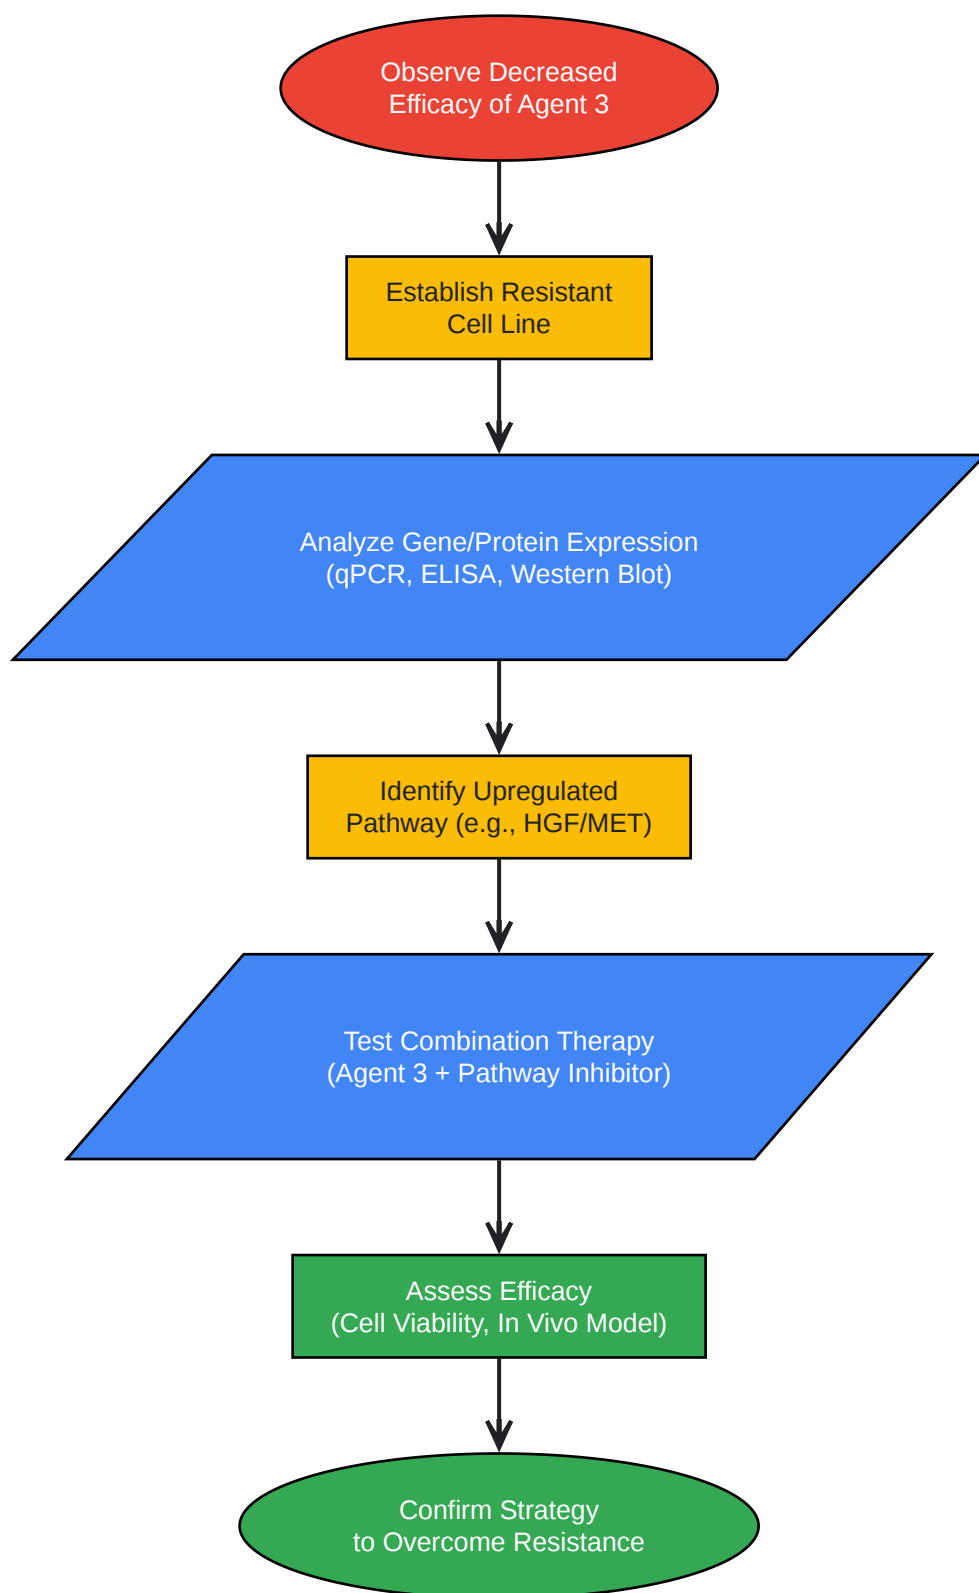 Observe Decreased
Efficacy of Agent 3
Establish Resistant
Cell Line
Analyze Gene/Protein Expression
(qPCR, ELISA, Western Blot)
Identify Upregulated
Pathway (e.g., HGF/MET)
Test Combination Therapy
(Agent 3 + Pathway Inhibitor)
Assess Efficacy
(Cell Viability, In Vivo Model)
Confirm Strategy
to Overcome Resistance